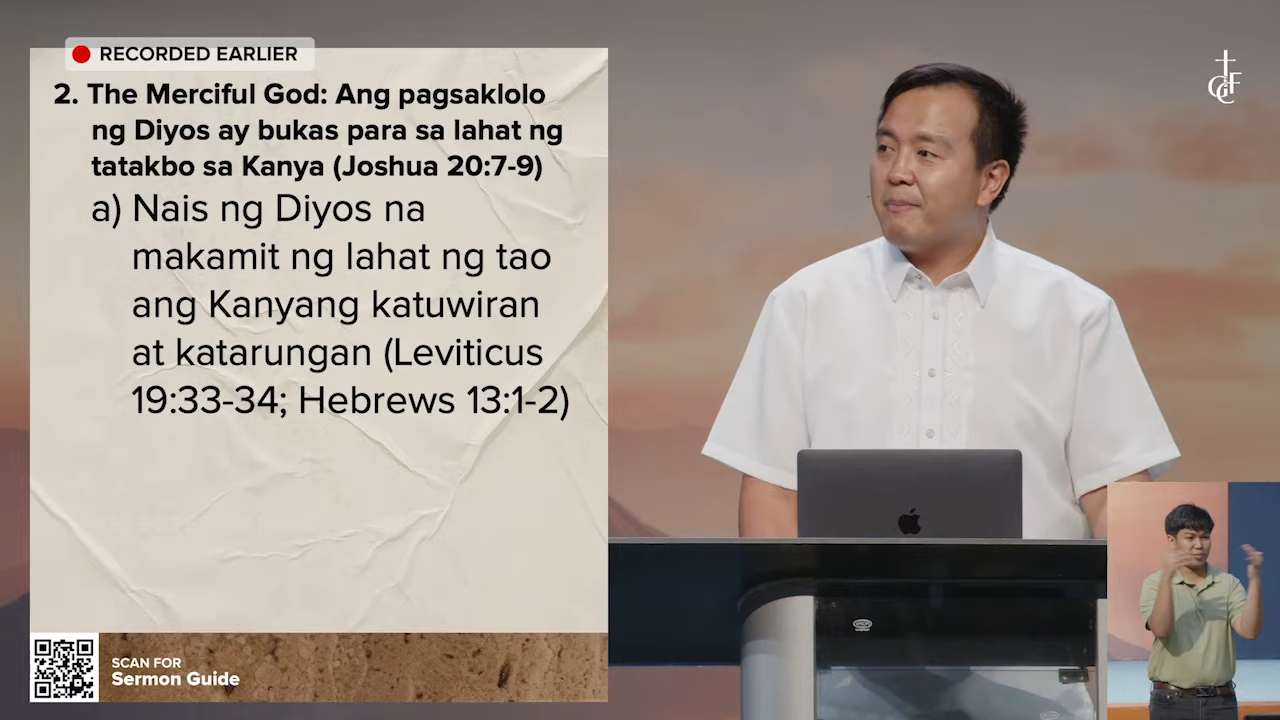 RECORDED EARLIER
2. The Merciful God: Ang pagsaklolo
ng Diyos ay bukas para sa lahat ng
tatakbo sa Kanya (Joshua 20:7-9)
a) Nais ng Diyos na
makamit ng lahat ng tao
ang Kanyang katuwiran
at katarungan (Leviticus
19:33-34; Hebrews 13:1-2)
SCAN FOR
Sermon Guide
GCF